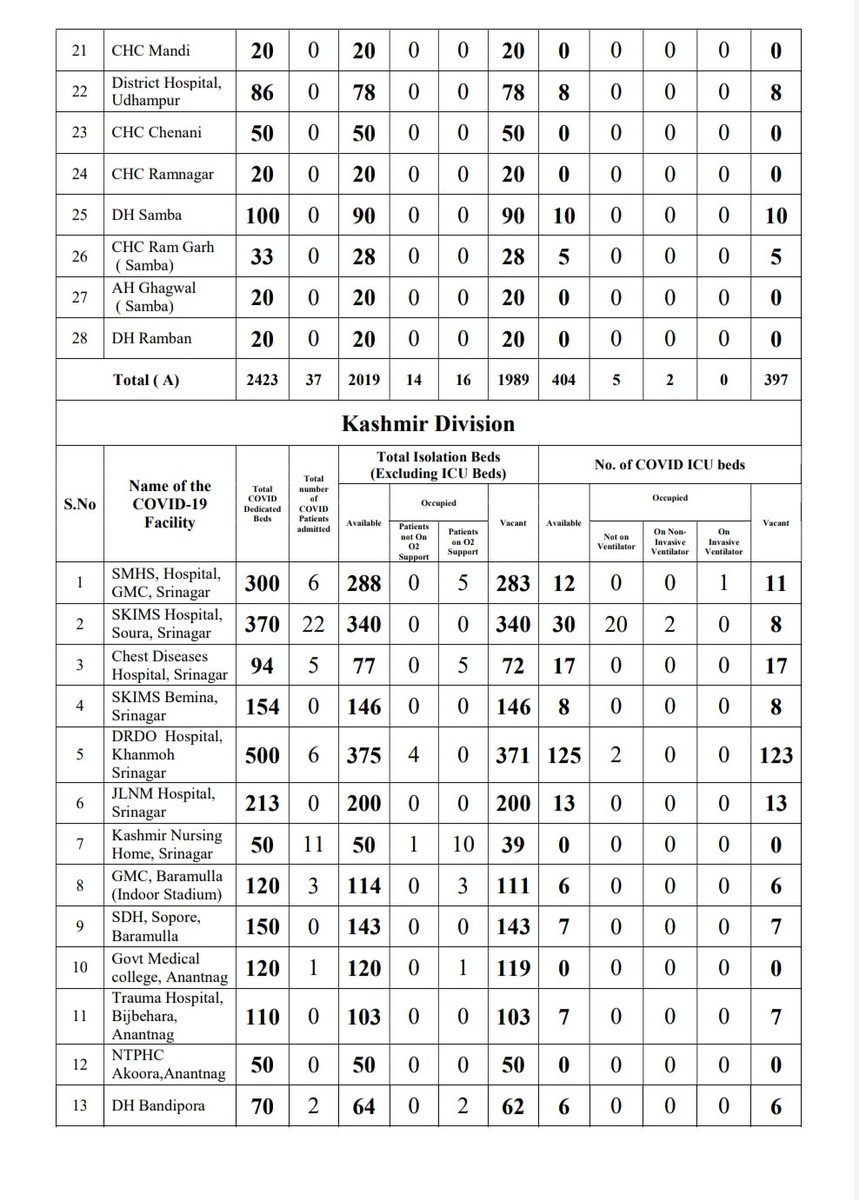 21 CHC Mandi 20 0 20 0 0 20 0 0 0 0 0
22 District Hospital, Udhampur 86 0 78 0 0 78 8 0 0 0 8
23 CHC Chenani 50 0 50 0 0 50 0 0 0 0 0
24 CHC Ramnagar 20 0 20 0 0 20 0 0 0 0 0
25 DH Samba 100 0 90 0 0 90 10 0 0 0 10
26 CHC Ram Garh ( Samba) 33 0 28 0 0 28 5 0 0 0 5
27 AH Ghagwal ( Samba) 20 0 20 0 0 20 0 0 0 0 0
28 DH Ramban 20 0 20 0 0 20 0 0 0 0 0
Total ( A) 2423 37 2019 14 16 1989 404 5 2 0 397
Kashmir Division
S.No
Name of the COVID-19 Facility
Total COVID Dedicated Beds
Total number of COVID Patients admitted
Total Isolation Beds (Excluding ICU Beds)
Available
Occupied
Patients not On O2 Support
Patients on O2 Support
Vacant
No. of COVID ICU beds
Available
Occupied
Not on Ventilator
On Non-Invasive Ventilator
On Invasive Ventilator
Vacant
1 SMHS, Hospital, GMC, Srinagar 300 6 288 0 5 283 12 0 0 1 11
2 SKIMS Hospital, Soura, Srinagar 370 22 340 0 0 340 30 20 2 0 8
3 Chest Diseases Hospital, Srinagar 94 5 77 0 5 72 17 0 0 0 17
4 SKIMS Bemina, Srinagar 154 0 146 0 0 146 8 0 0 0 8
5 DRDO Hospital, Khanmoh Srinagar 500 6 375 4 0 371 125 2 0 0 123
6 JLNM Hospital, Srinagar 213 0 200 0 0 200 13 0 0 0 13
7 Kashmir Nursing Home, Srinagar 50 11 50 1 10 39 0 0 0 0 0
8 GMC, Baramulla (Indoor Stadium) 120 3 114 0 3 111 6 0 0 0 6
9 SDH, Sopore, Baramulla 150 0 143 0 0 143 7 0 0 0 7
10 Govt Medical college, Anantnag 120 1 120 0 1 119 0 0 0 0 0
11 Trauma Hospital, Bijbehara, Anantnag 110 0 103 0 0 103 7 0 0 0 7
12 NTPHC Akoora,Anantnag 50 0 50 0 0 50 0 0 0 0 0
13 DH Bandipora 70 2 64 0 2 62 6 0 0 0 6